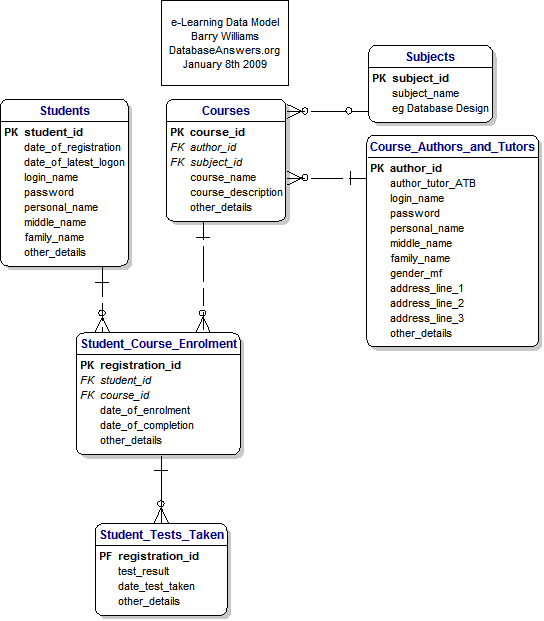 e-Learning Data Model
Barry Williams
DatabaseAnswers.org
January 8th 2009
Subjects
PK subject_id
subject_name
eg Database Design
Students
PK student_id
date_of_registration
date_of_latest_logon
login_name
password
personal_name
middle_name
family_name
other_details
Courses
PK course_id
FK author_id
FK subject_id
course_name
course_description
other_details
Course_Authors_and_Tutors
PK author_id
author_tutor_ATB
login_name
password
personal_name
middle_name
family_name
gender_mf
address_line_1
address_line_2
address_line_3
other_details
Student_Course_Enrolment
PK registration_id
FK student_id
FK course_id
date_of_enrolment
date_of_completion
other_details
Student_Tests_Taken
PF registration_id
test_result
date_test_taken
other_details